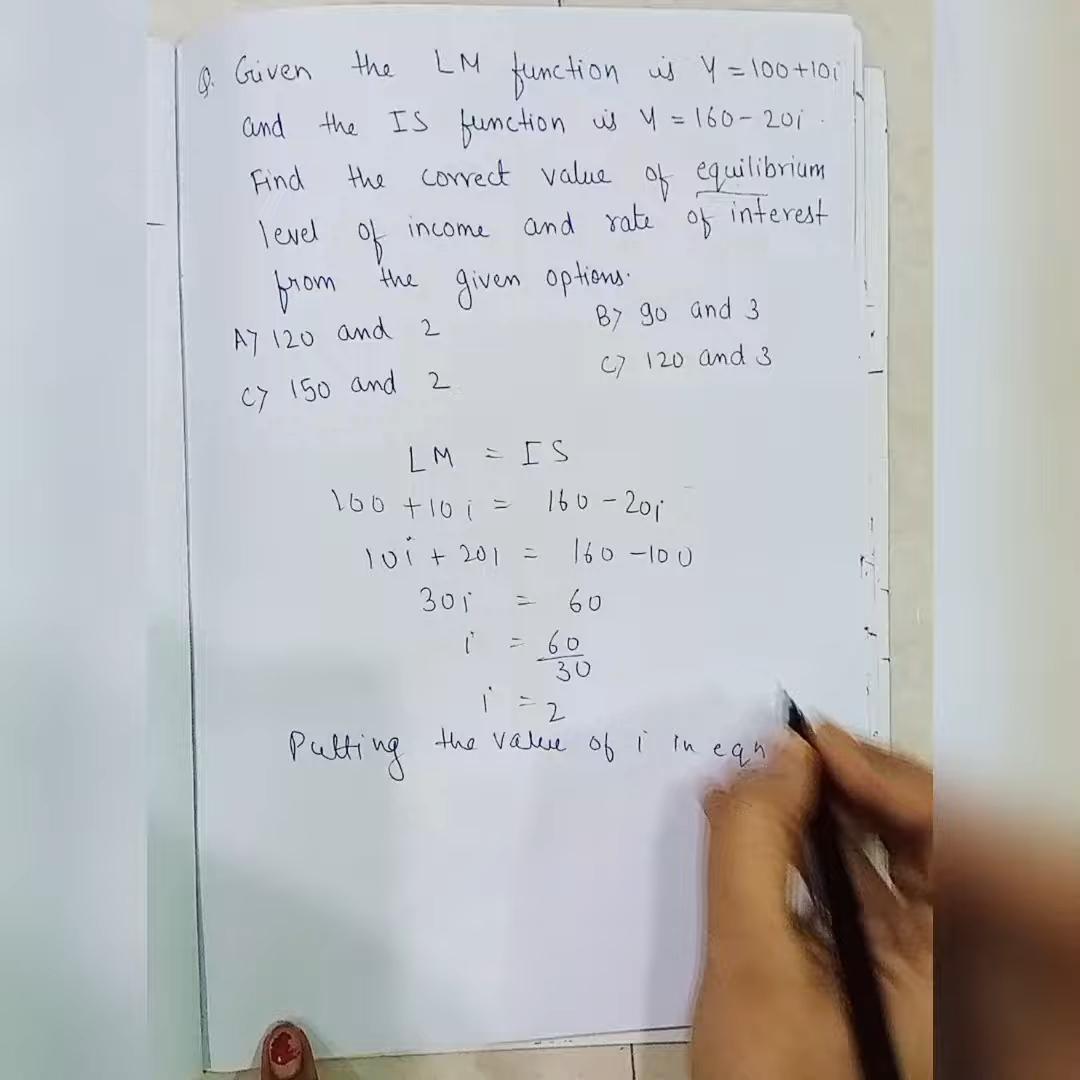 Q. Given the LM function is Y = 100+10i
and the IS function is Y = 160 - 20i.
Find the correct value of equilibrium
level of income and rate of interest
from the given options.
A> 120 and 2 B> 90 and 3
C> 150 and 2 C> 120 and 3
LM = IS
100 + 10i = 160 - 20i
10i + 20i = 160 - 100
30i = 60
i = 60/30
i = 2
Putting the value of i in eqn